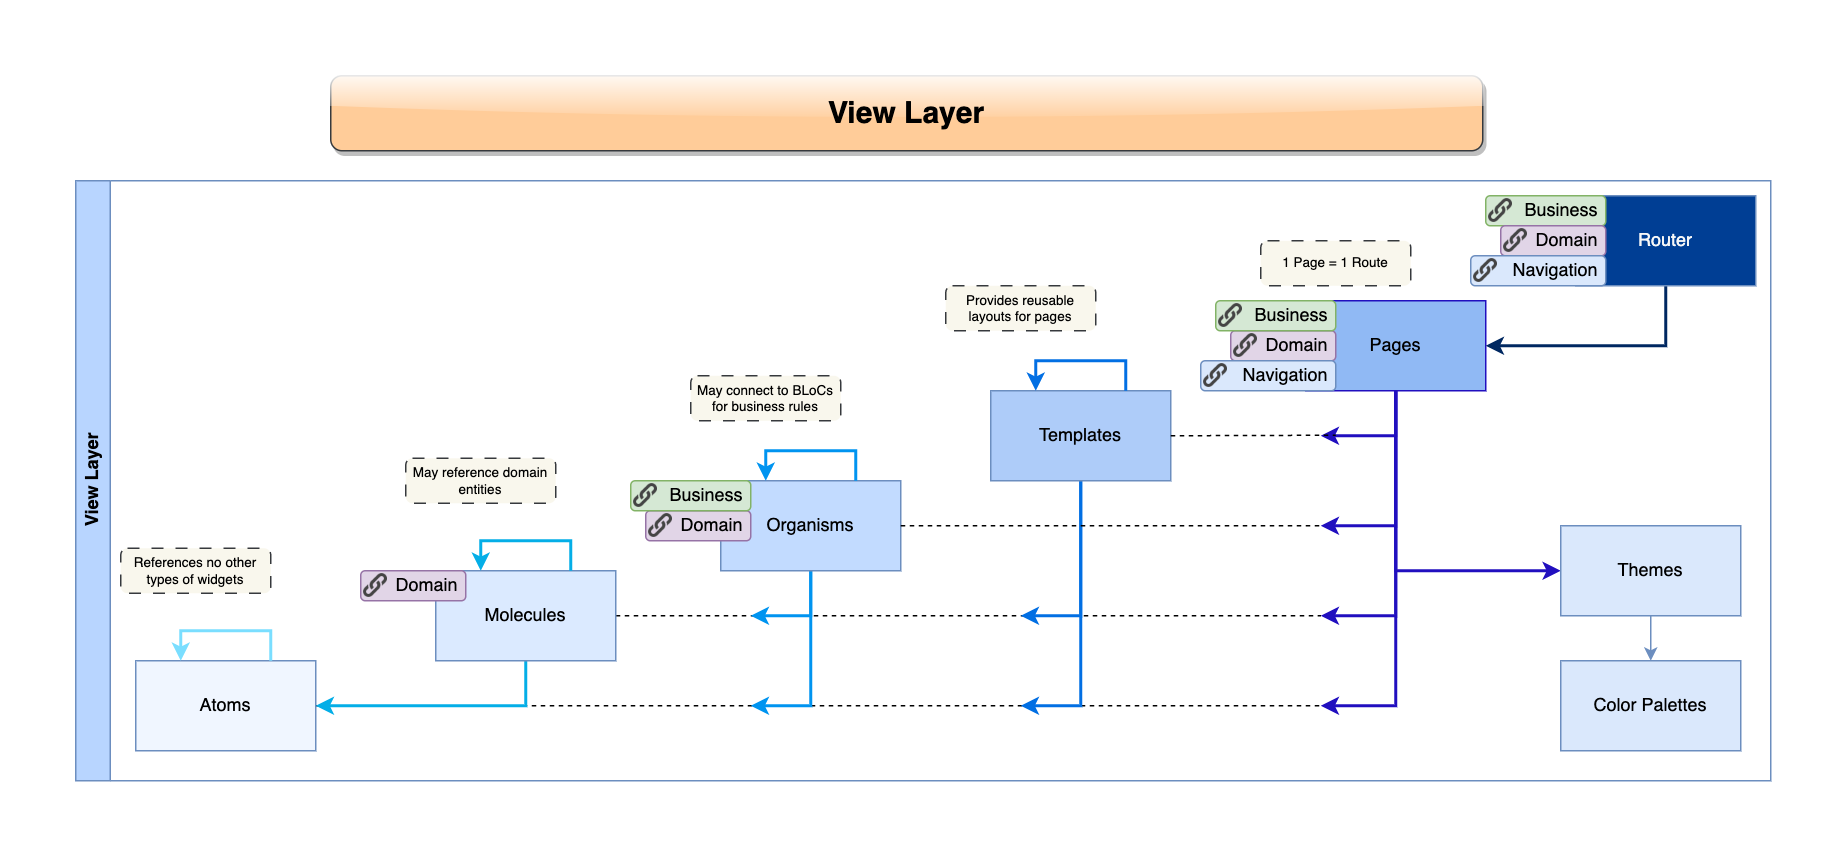 View Layer
View Layer
Business
Domain
Navigation
Router
1 Page = 1 Route
Business
Domain
Navigation
Pages
Provides reusable
layouts for pages
Templates
May connect to BLoCs
for business rules
Business
Domain
Organisms
May reference domain
entities
Domain
Molecules
References no other
types of widgets
Atoms
Themes
Color Palettes